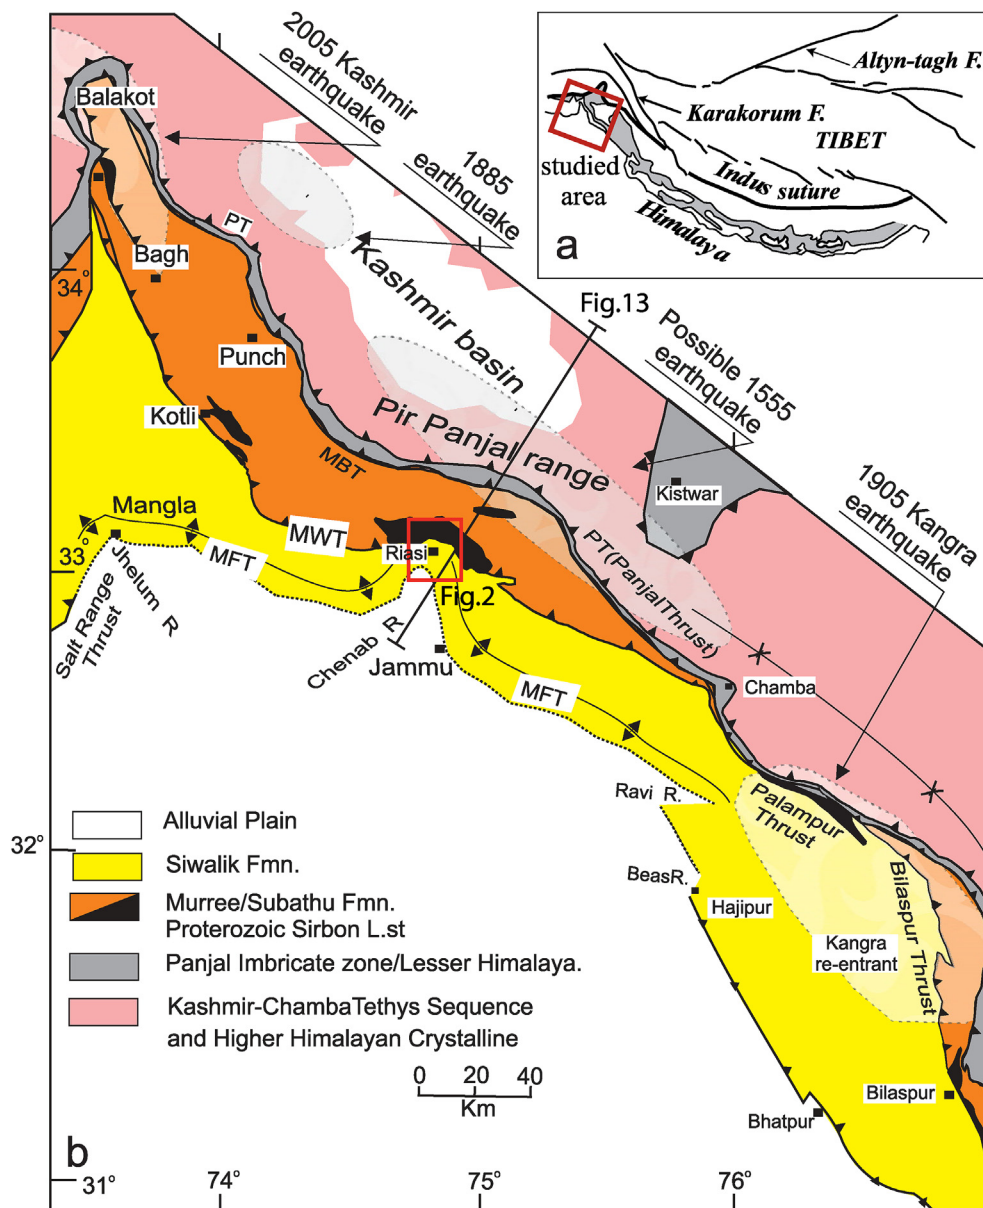 2005 Kashmir
earthquake
1885
earthquake
Possible 1555
earthquake
1905 Kangra
earthquake
Altyn-tagh F.
Karakorum F.
TIBET
Indus suture
Himalaya
studied
area
a
Balakot
PT
Bagh
34°
Punch
Kashmir basin
Fig.13
Pir Panjal range
Kotli
MBT
Kistwar
Mangla
MWT
33°
MFT
Riasi
Fig.2
PT(PanjalThrust)
Salt Range
Thrust
Jhelum R
Chenab R
Jammu
MFT
Chamba
Ravi R.
Palampur
Thrust
32°
BeasR.
Hajipur
Bilaspur Thrust
Kangra
re-entrant
Alluvial Plain
Siwalik Fmn.
Murree/Subathu Fmn.
Proterozoic Sirbon L.st
Panjal Imbricate zone/Lesser Himalaya.
Kashmir-ChambaTethys Sequence
and Higher Himalayan Crystalline
0 20 40
Km
Bilaspur
Bhatpur
b
31°
74°
75°
76°